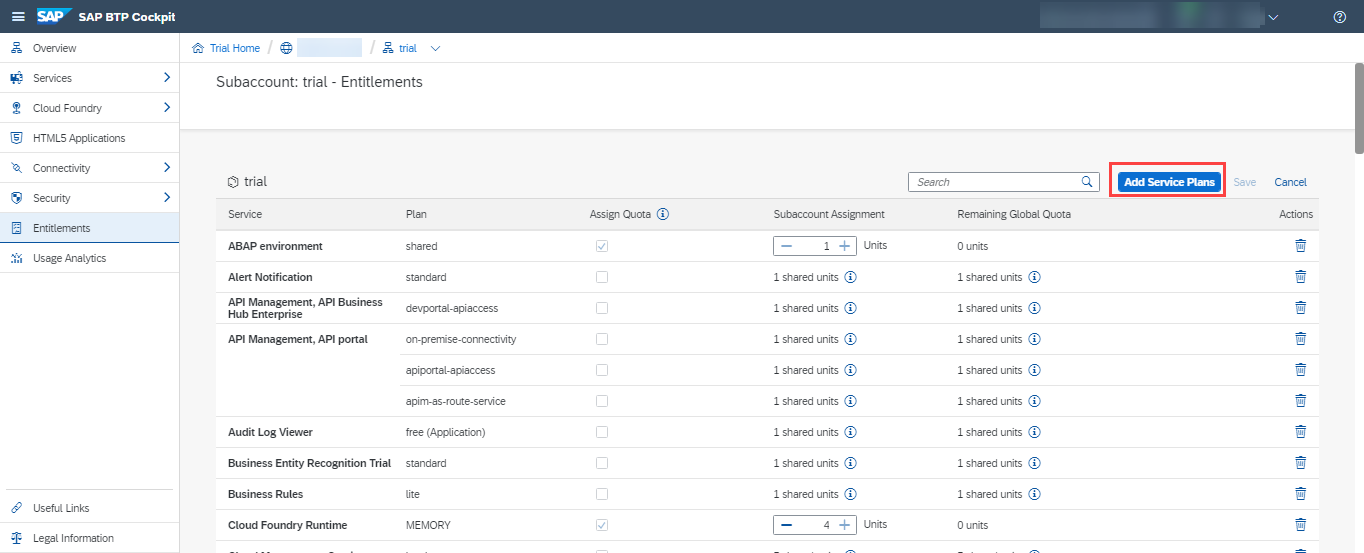 SAP SAP BTP Cockpit
Overview
Services
Cloud Foundry
HTML5 Applications
Connectivity
Security
Entitlements
Usage Analytics
Useful Links
Legal Information
Trial Home / / trial
Subaccount: trial - Entitlements
trial Search Add Service Plans Save Cancel
Service Plan Assign Quota Subaccount Assignment Remaining Global Quota Actions
ABAP environment shared 1 Units 0 units
Alert Notification standard 1 shared units 1 shared units
API Management, API Business
Hub Enterprise devportal-apiaccess 1 shared units 1 shared units
API Management, API portal on-premise-connectivity 1 shared units 1 shared units
apiportal-apiaccess 1 shared units 1 shared units
apim-as-route-service 1 shared units 1 shared units
Audit Log Viewer free (Application) 1 shared units 1 shared units
Business Entity Recognition Trial standard 1 shared units 1 shared units
Business Rules lite 1 shared units 1 shared units
Cloud Foundry Runtime MEMORY 4 Units 0 units